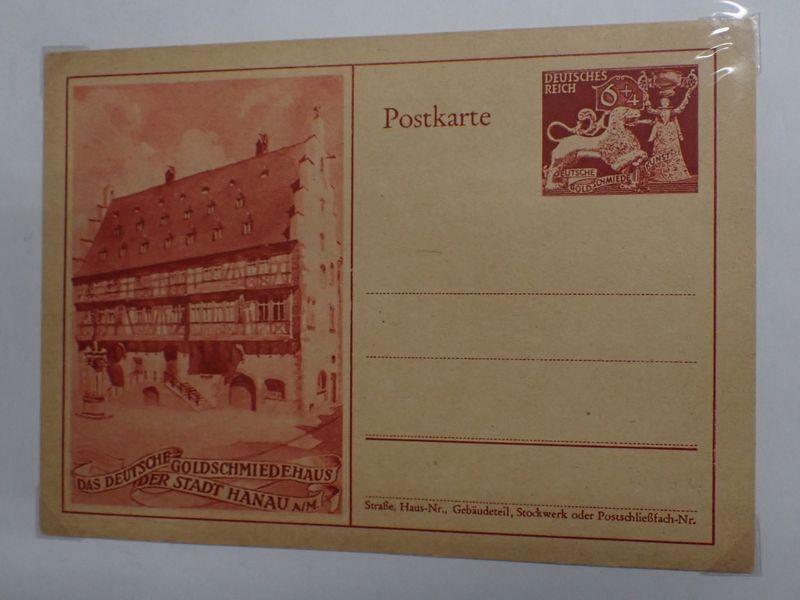 DEUTSCHES
REICH
6+4
Postkarte
DEUTSCHE
GOLDSCHMIEDE
KUNST
DAS DEUTSCHE GOLDSCHMIEDEHAUS
DER STADT HANAU A/M.
Straße, Haus-Nr., Gebäudeteil, Stockwerk oder Postschließfach-Nr.